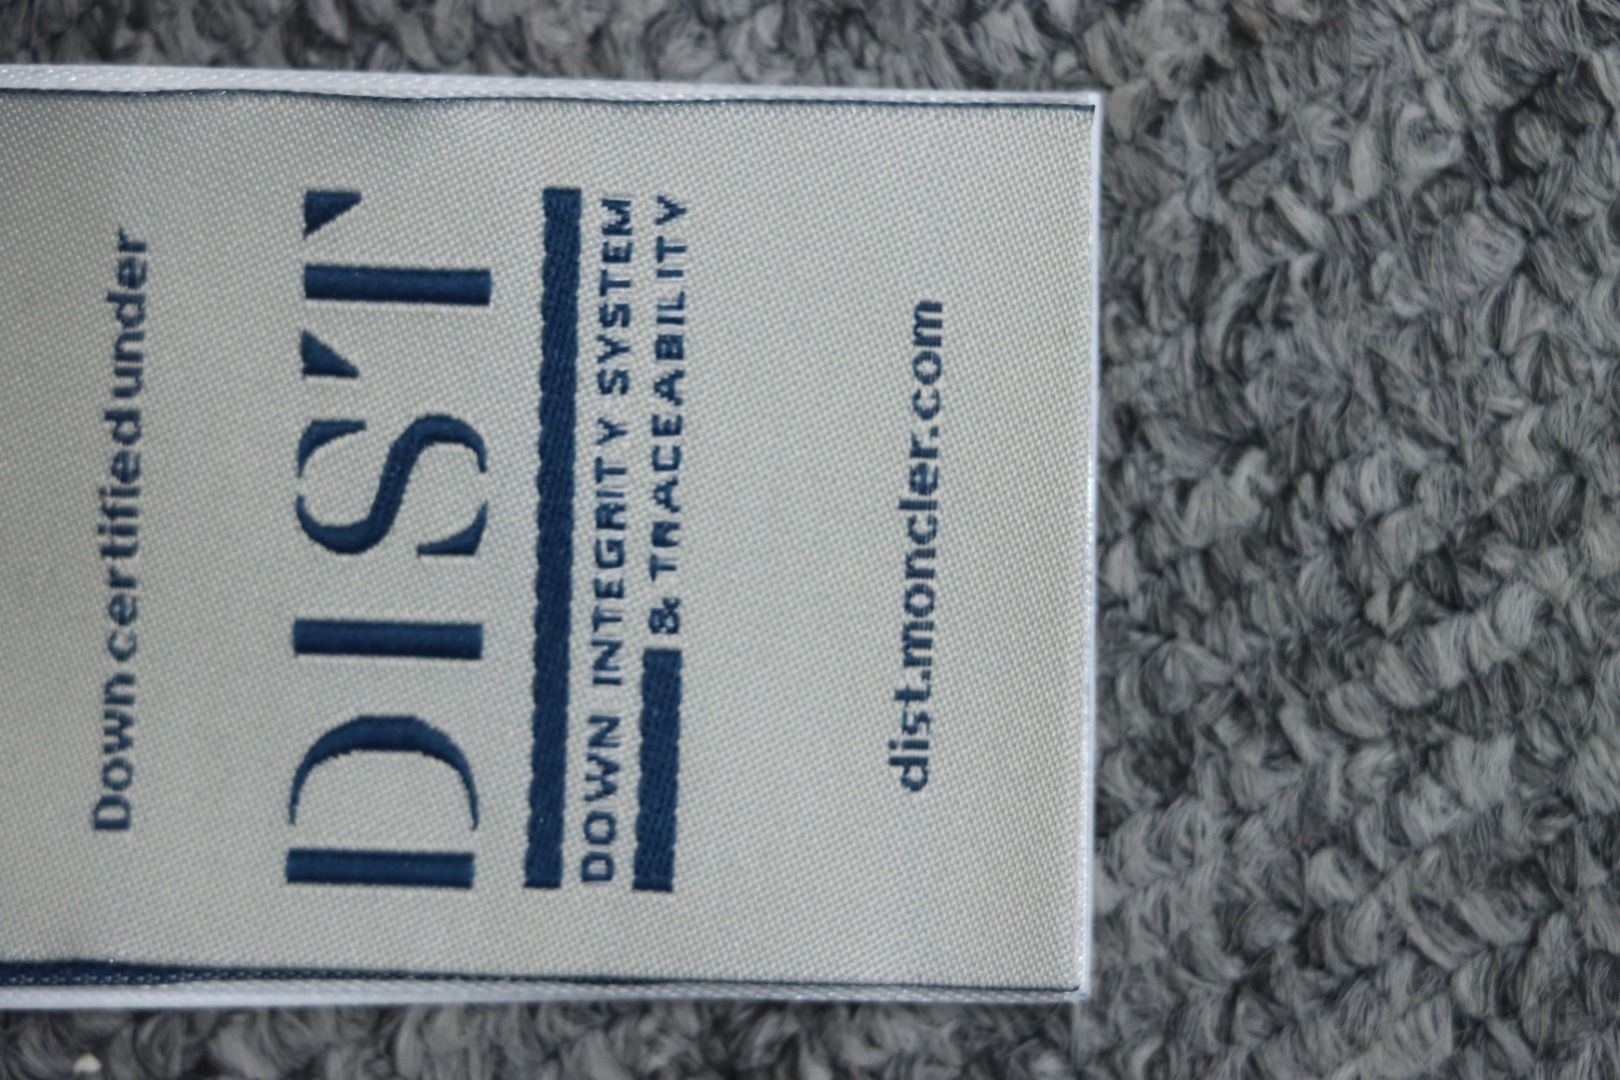 Down certified under
DIST
DOWN INTEGRITY SYSTEM
& TRACEABILITY
dist.moncler.com